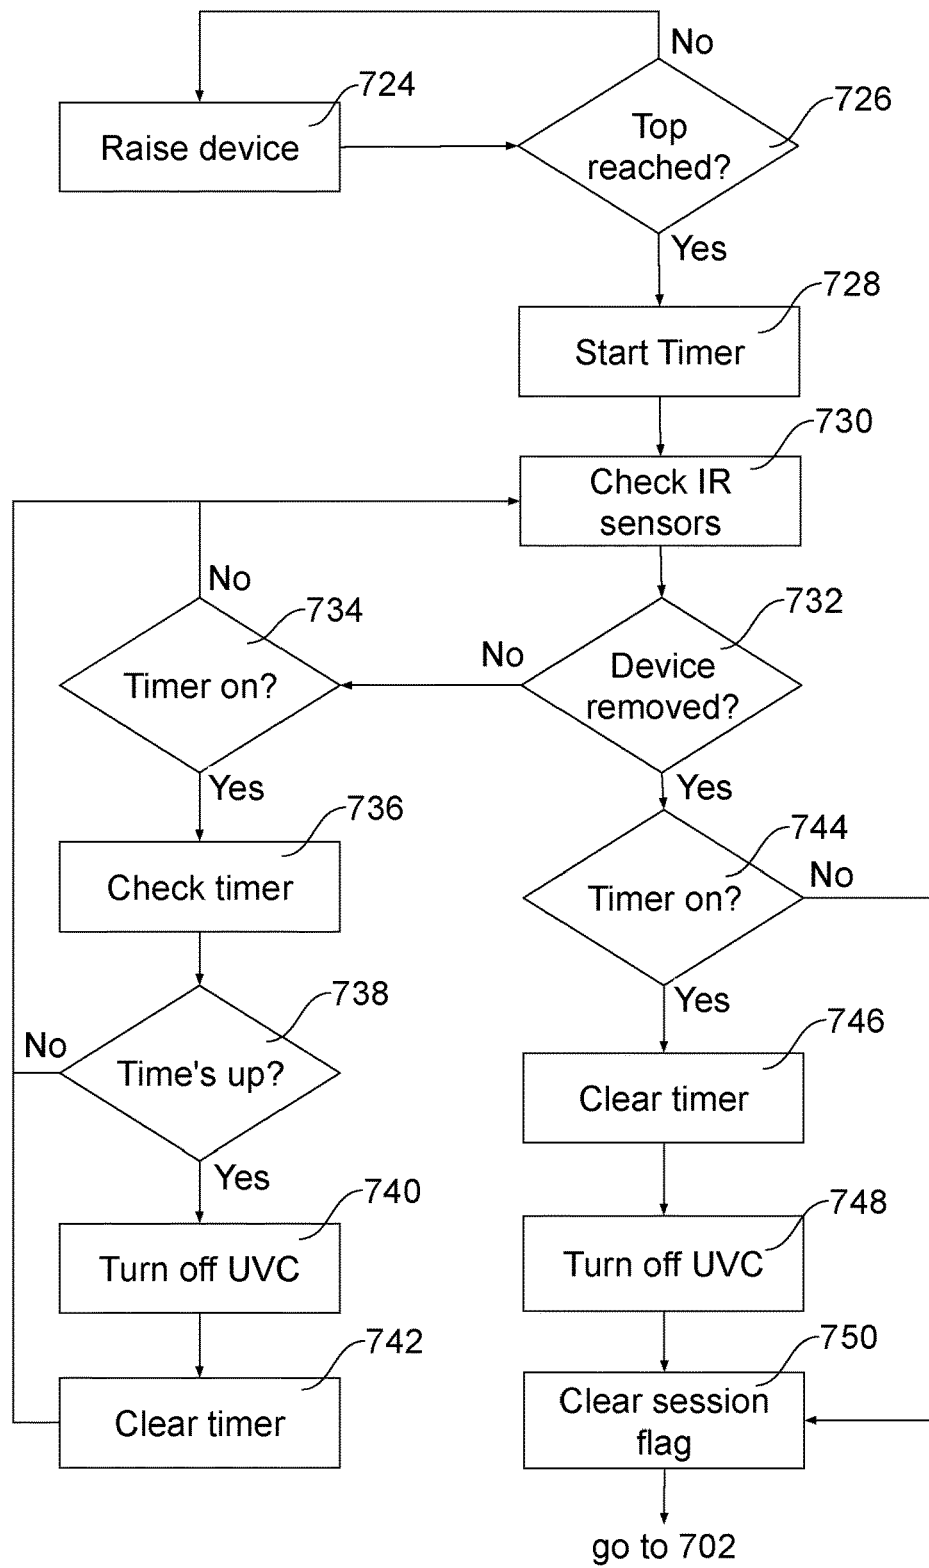 No
724
726
Raise device
Top
reached?
Yes
728
Start Timer
730
Check IR
sensors
No
734
732
No
Timer on?
Device
removed?
Yes
Yes
736
744
Check timer
Timer on?
No
738
Yes
No
746
Time's up?
Clear timer
Yes
740
748
Turn off UVC
Turn off UVC
742
750
Clear timer
Clear session
flag
go to 702